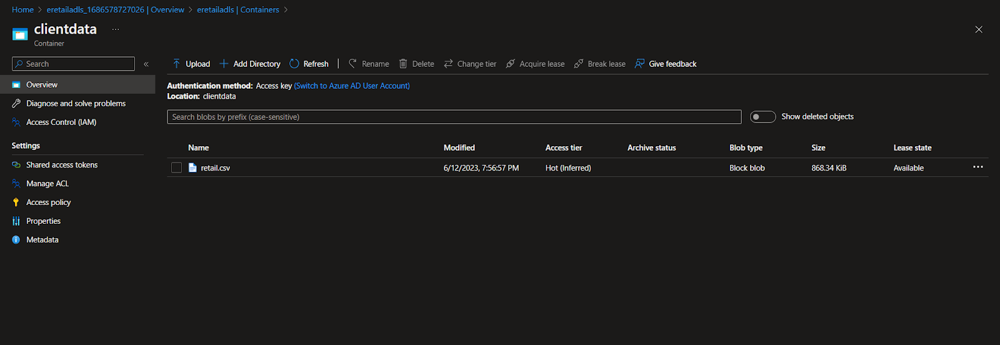 Home > eretailadls_1686578727026 | Overview > eretailadls | Containers >
clientdata ...
Container
Search «
Overview
Diagnose and solve problems
Access Control (IAM)
Settings
Shared access tokens
Manage ACL
Access policy
Properties
Metadata
Upload Add Directory Refresh | Rename Delete Change tier Acquire lease Break lease Give feedback
Authentication method: Access key (Switch to Azure AD User Account)
Location: clientdata
Search blobs by prefix (case-sensitive) Show deleted objects
Name Modified Access tier Archive status Blob type Size Lease state
retail.csv 6/12/2023, 7:56:57 PM Hot (Inferred) Block blob 868.34 KiB Available ...